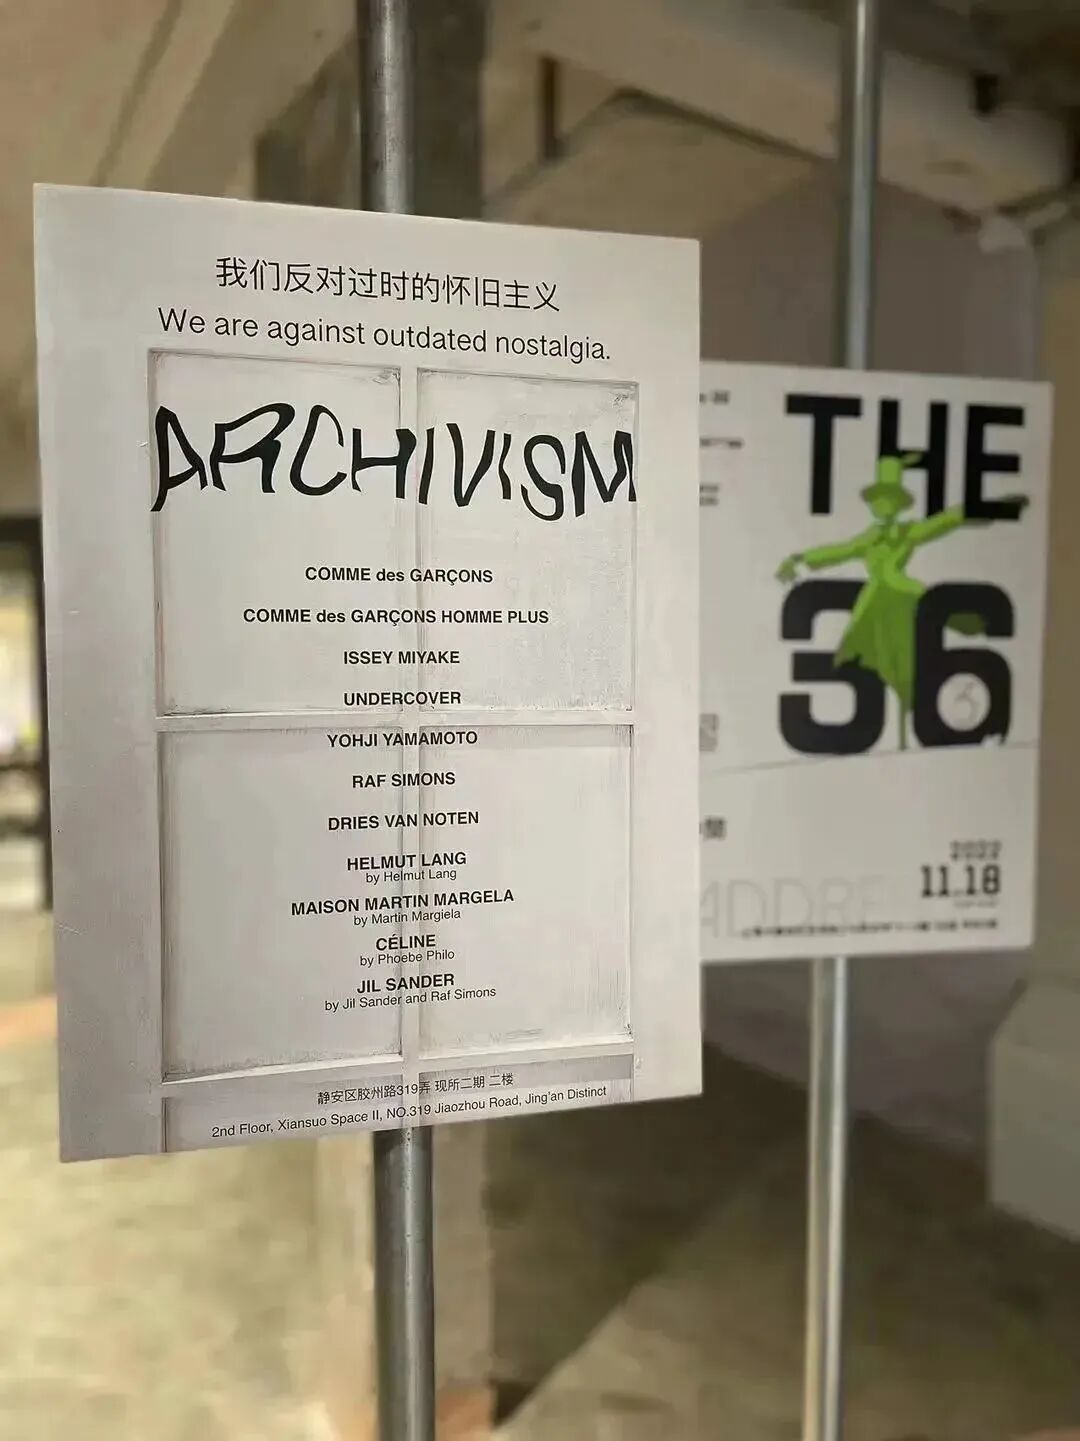 我们反对过时的怀旧主义
We are against outdated nostalgia.
ARCHIVISM
COMME des GARÇONS
COMME des GARÇONS HOMME PLUS
ISSEY MIYAKE
UNDERCOVER
YOHJI YAMAMOTO
RAF SIMONS
DRIES VAN NOTEN
HELMUT LANG
by Helmut Lang
MAISON MARTIN MARGELA
by Martin Margiela
CÉLINE
by Phoebe Philo
JIL SANDER
by Jil Sander and Raf Simons
静安区胶州路319弄 现所二期 二楼
2nd Floor, Xiansuo Space II, NO.319 Jiaozhou Road, Jing'an Distinct
THE
36
2022
11.18